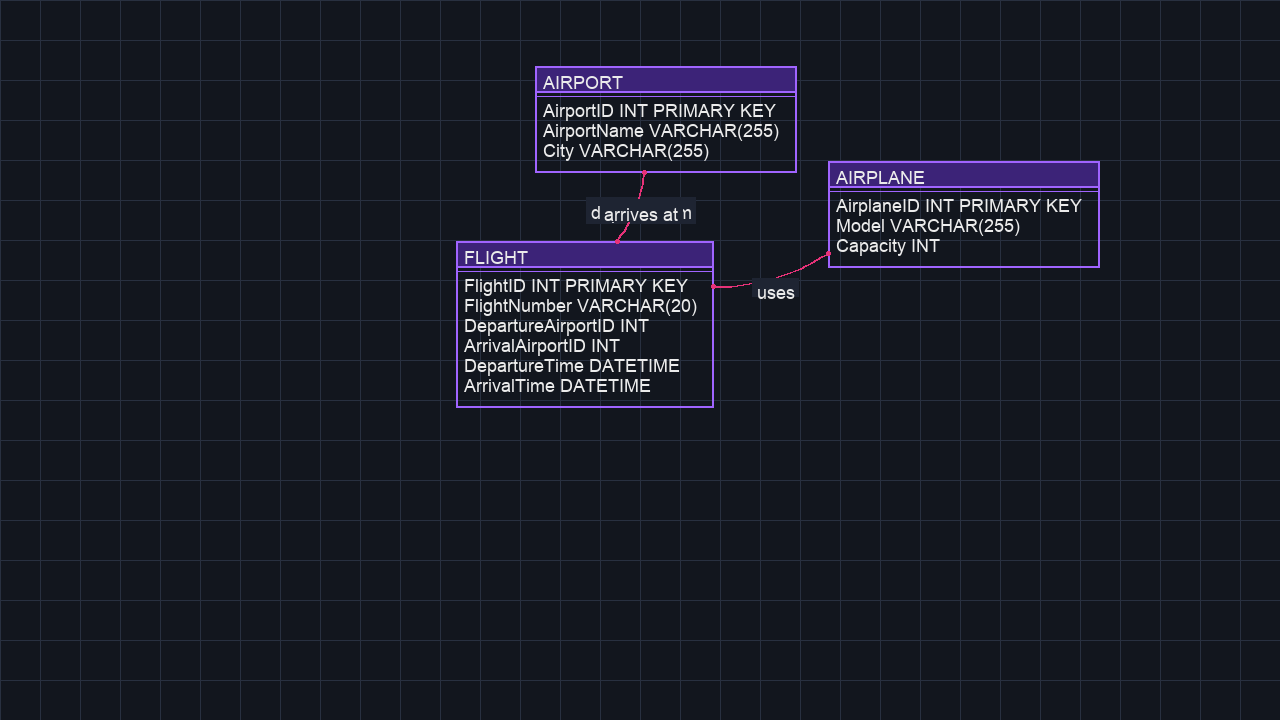 AIRPORT
AirportID INT PRIMARY KEY
AirportName VARCHAR(255)
City VARCHAR(255)
arrives at
AIRPLANE
AirplaneID INT PRIMARY KEY
Model VARCHAR(255)
Capacity INT
FLIGHT
FlightID INT PRIMARY KEY
FlightNumber VARCHAR(20)
DepartureAirportID INT
ArrivalAirportID INT
DepartureTime DATETIME
ArrivalTime DATETIME
uses